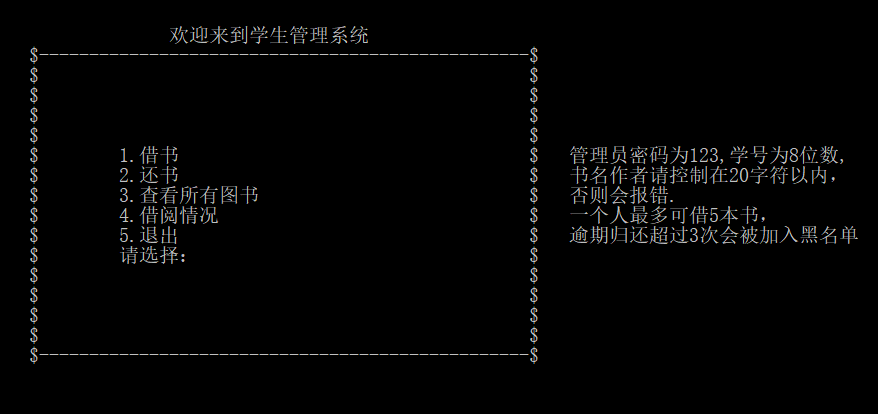 欢迎来到学生管理系统
$-------------------------------------------------$
$ $
$ $
$ $
$ $
$ 1.借书 $ 管理员密码为123,学号为8位数,
$ 2.还书 $ 书名作者请控制在20字符以内,
$ 3.查看所有图书 $ 否则会报错.
$ 4.借阅情况 $ 一个人最多可借5本书,
$ 5.退出 $ 逾期归还超过3次会被加入黑名单
$ 请选择: $
$ $
$ $
$ $
$ $
$-------------------------------------------------$